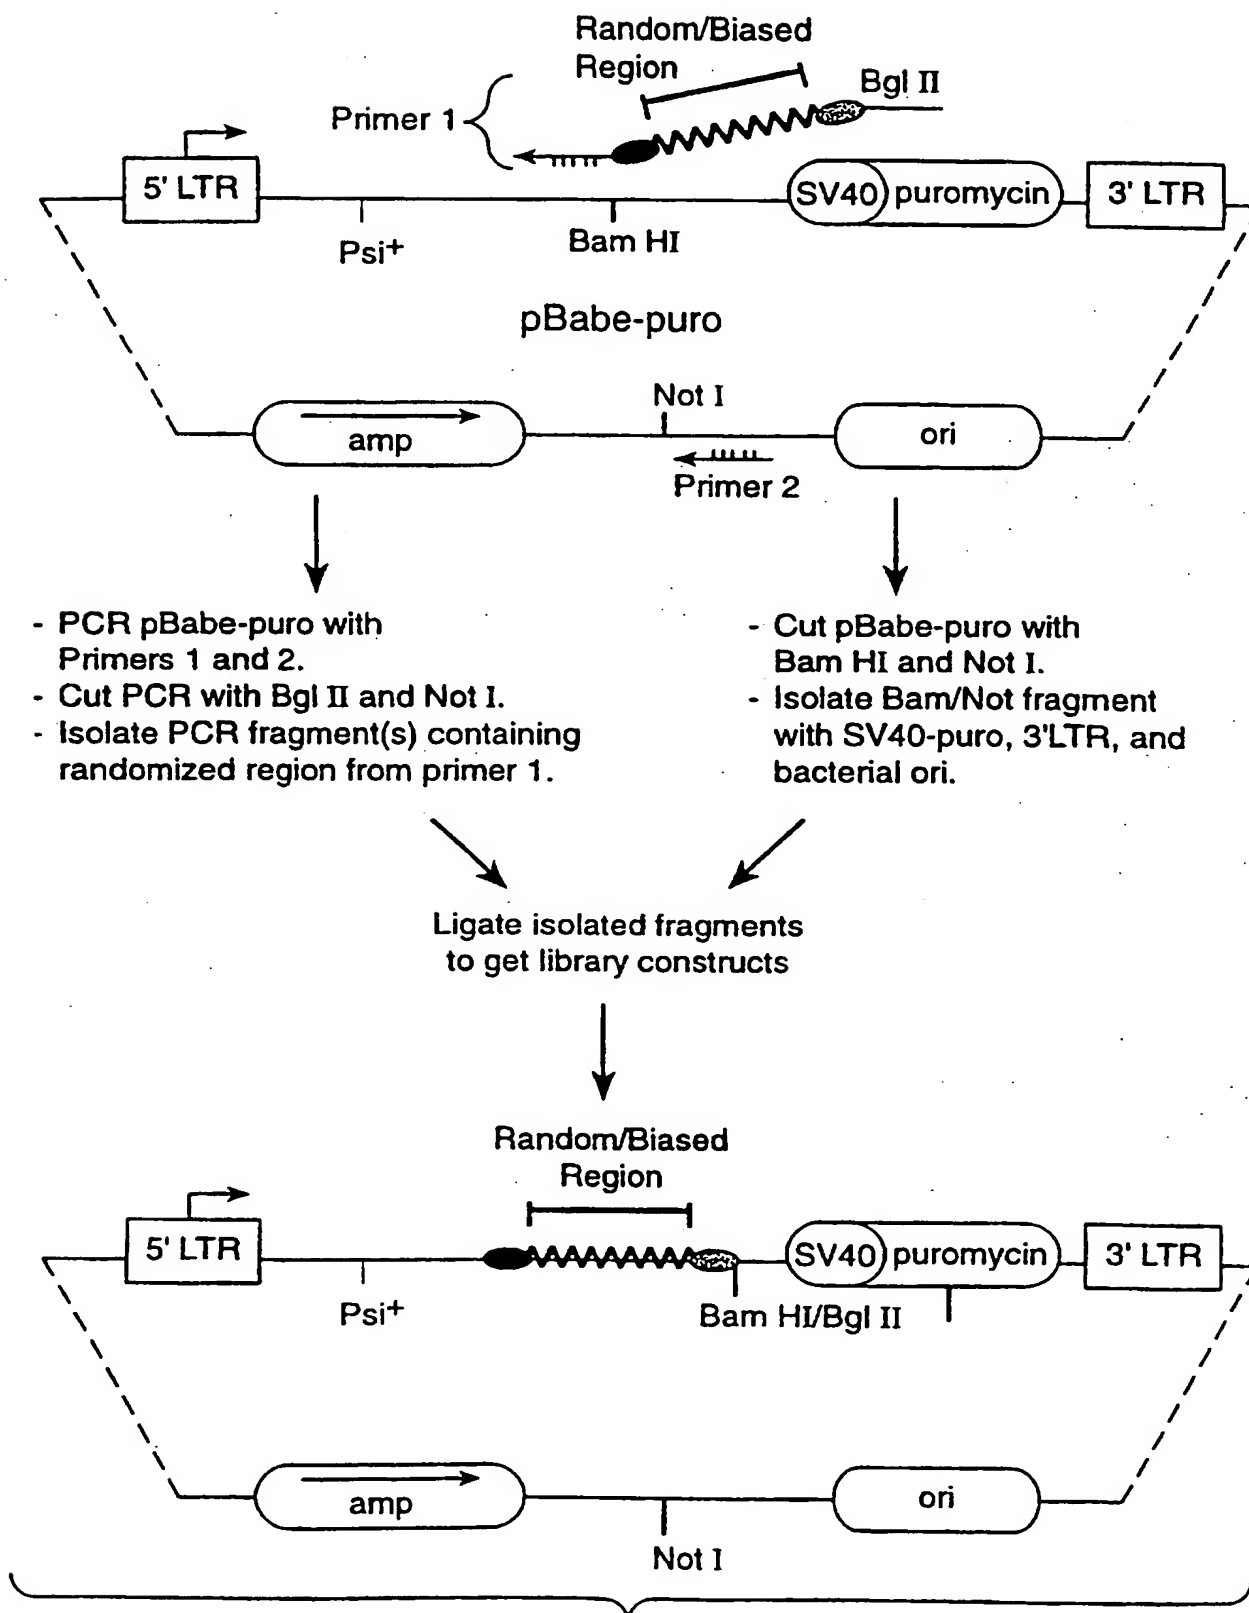 Random/Biased
Region
Bgl II
Primer 1
5' LTR
SV40
puromycin
3' LTR
Psi+
Bam HI
pBabe-puro
Not I
amp
ori
Primer 2
- PCR pBabe-puro with
Primers 1 and 2.
- Cut PCR with Bgl II and Not I.
- Isolate PCR fragment(s) containing
randomized region from primer 1.
- Cut pBabe-puro with
Bam HI and Not I.
- Isolate Bam/Not fragment
with SV40-puro, 3'LTR, and
bacterial ori.
Ligate isolated fragments
to get library constructs
Random/Biased
Region
5' LTR
SV40
puromycin
3' LTR
Psi+
Bam HI/Bgl II
amp
ori
Not I